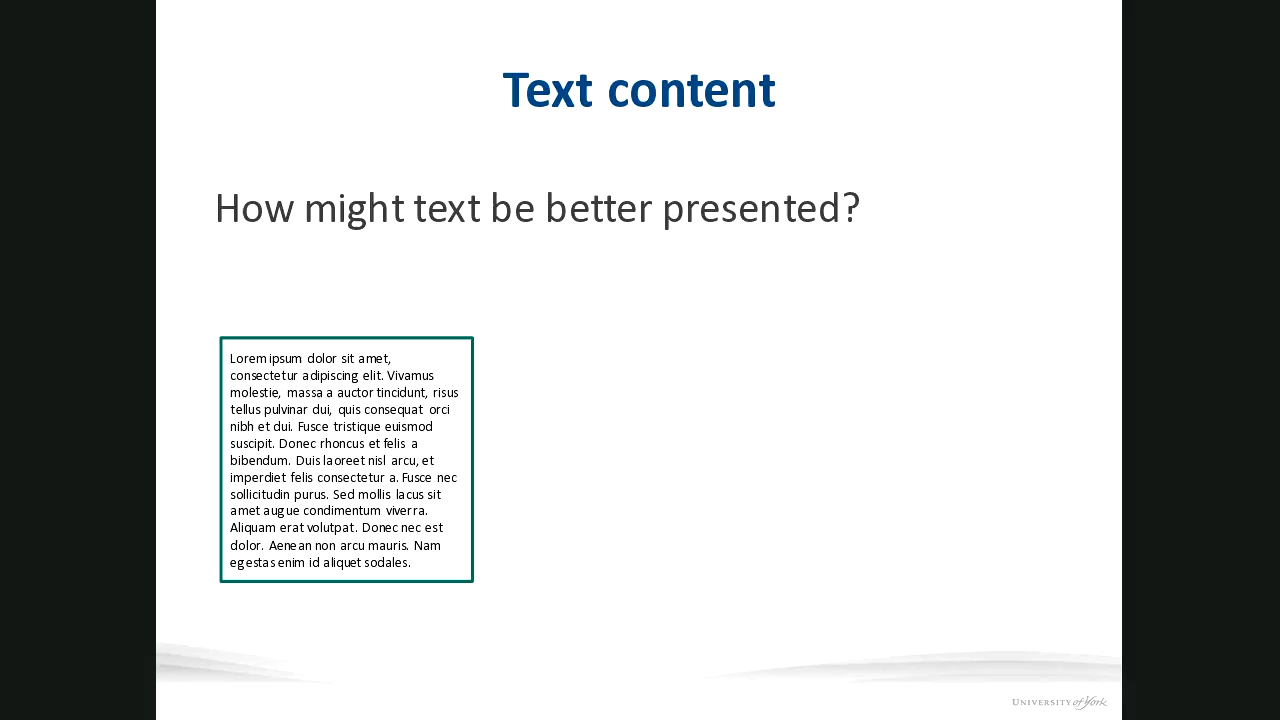 Text content
How might text be better presented?
Lorem ipsum dolor sit amet,
consectetur adipiscing elit. Vivamus
molestie, massa a auctor tincidunt, risus
tellus pulvinar dui, quis consequat orci
nibh et dui. Fusce tristique euismod
suscipit. Donec rhoncus et felis a
bibendum. Duis laoreet nisl arcu, et
imperdiet felis consectetur a. Fusce nec
sollicitudin purus. Sed mollis lacus sit
amet augue condimentum viverra.
Aliquam erat volutpat. Donec nec est
dolor. Aenean non arcu mauris. Nam
egestas enim id aliquet sodales.
UNIVERSITY of York